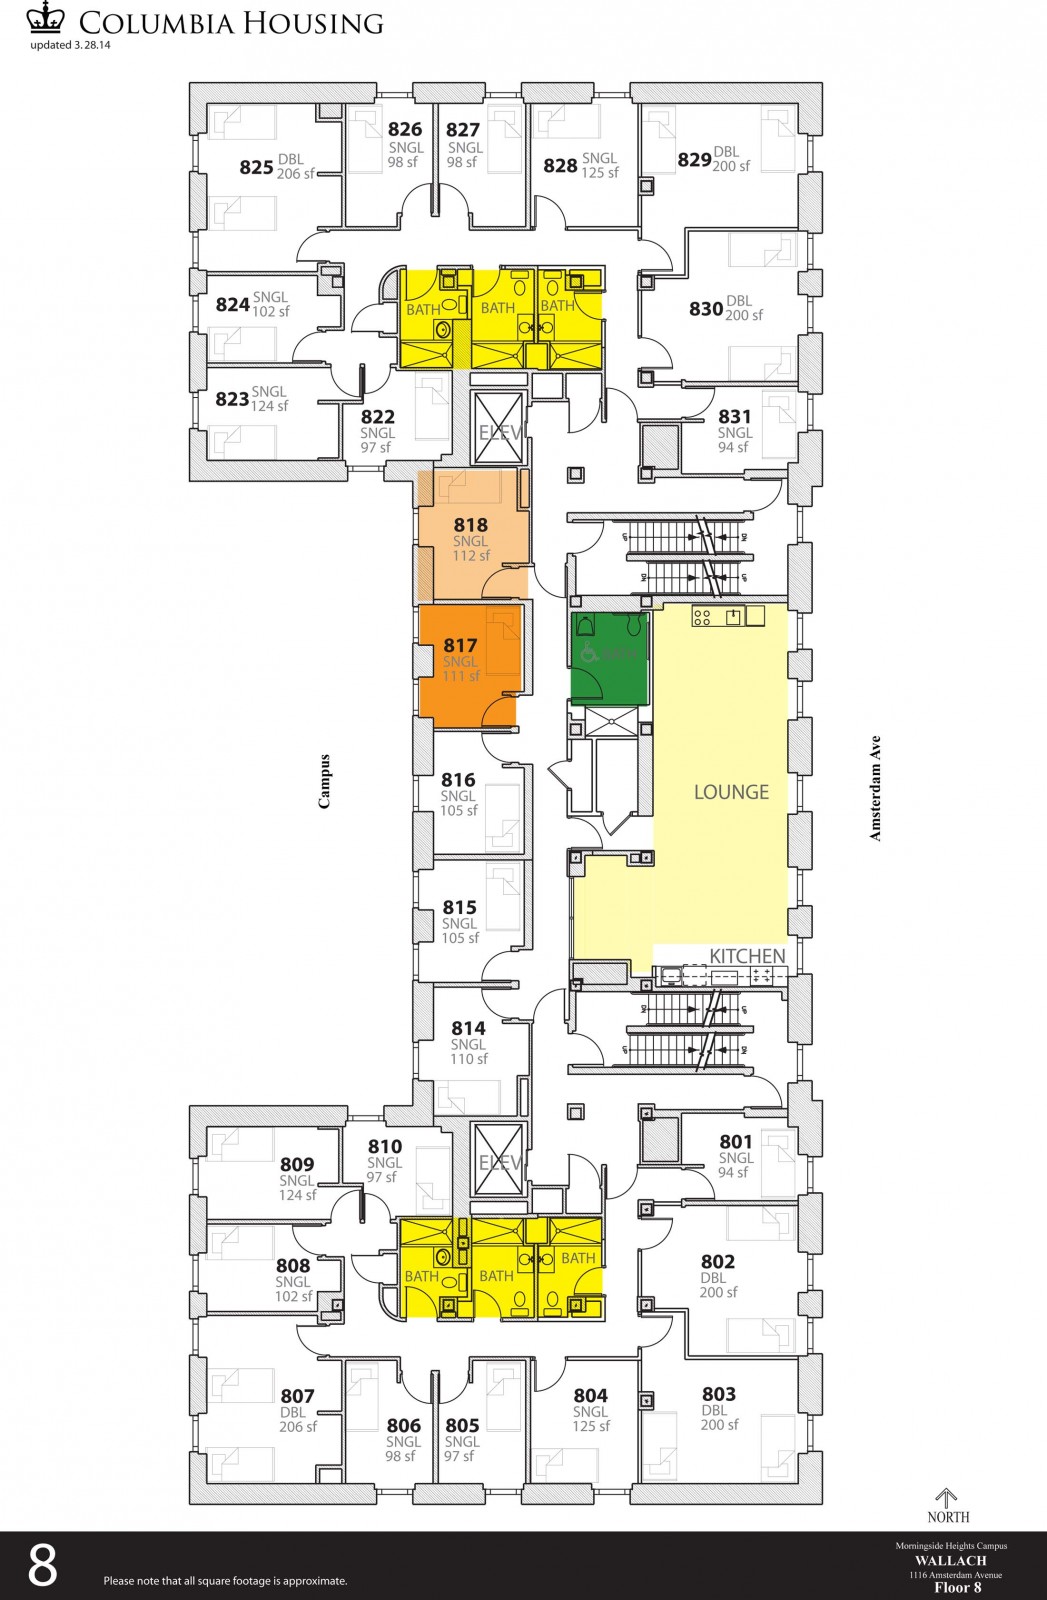 COLUMBIA HOUSING
updated 3.28.14
825 DBL 206 sf
826 SNGL 98 sf
827 SNGL 98 sf
828 SNGL 125 sf
829 DBL 200 sf
824 SNGL 102 sf
BATH
BATH
BATH
830 DBL 200 sf
823 SNGL 124 sf
822 SNGL 97 sf
ELEV
831 SNGL 94 sf
818 SNGL 112 sf
UP
DN
DN
UP
817 SNGL 111 sf
BATH
Campus
816 SNGL 105 sf
LOUNGE
Amsterdam Ave
815 SNGL 105 sf
KITCHEN
814 SNGL 110 sf
DN
UP
UP
DN
809 SNGL 124 sf
810 SNGL 97 sf
ELEV
801 SNGL 94 sf
808 SNGL 102 sf
BATH
BATH
BATH
802 DBL 200 sf
807 DBL 206 sf
806 SNGL 98 sf
805 SNGL 97 sf
804 SNGL 125 sf
803 DBL 200 sf
NORTH
8
Please note that all square footage is approximate.
Morningside Heights Campus
WALLACH
1116 Amsterdam Avenue
Floor 8